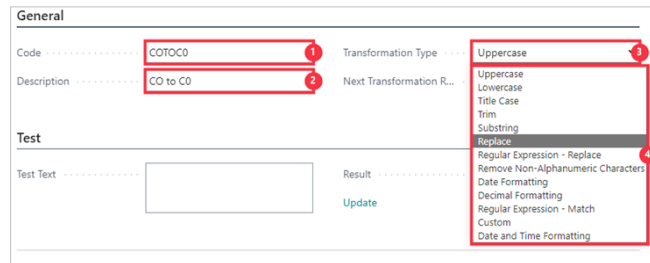 General
Code COTOC0 1 Transformation Type Uppercase 3
Description CO to C0 2 Next Transformation R...
Uppercase
Lowercase
Title Case
Trim
Substring
Replace
Regular Expression - Replace 4
Remove Non-Alphanumeric Characters
Date Formatting
Decimal Formatting
Regular Expression - Match
Custom
Date and Time Formatting
Test
Test Text Result
Update